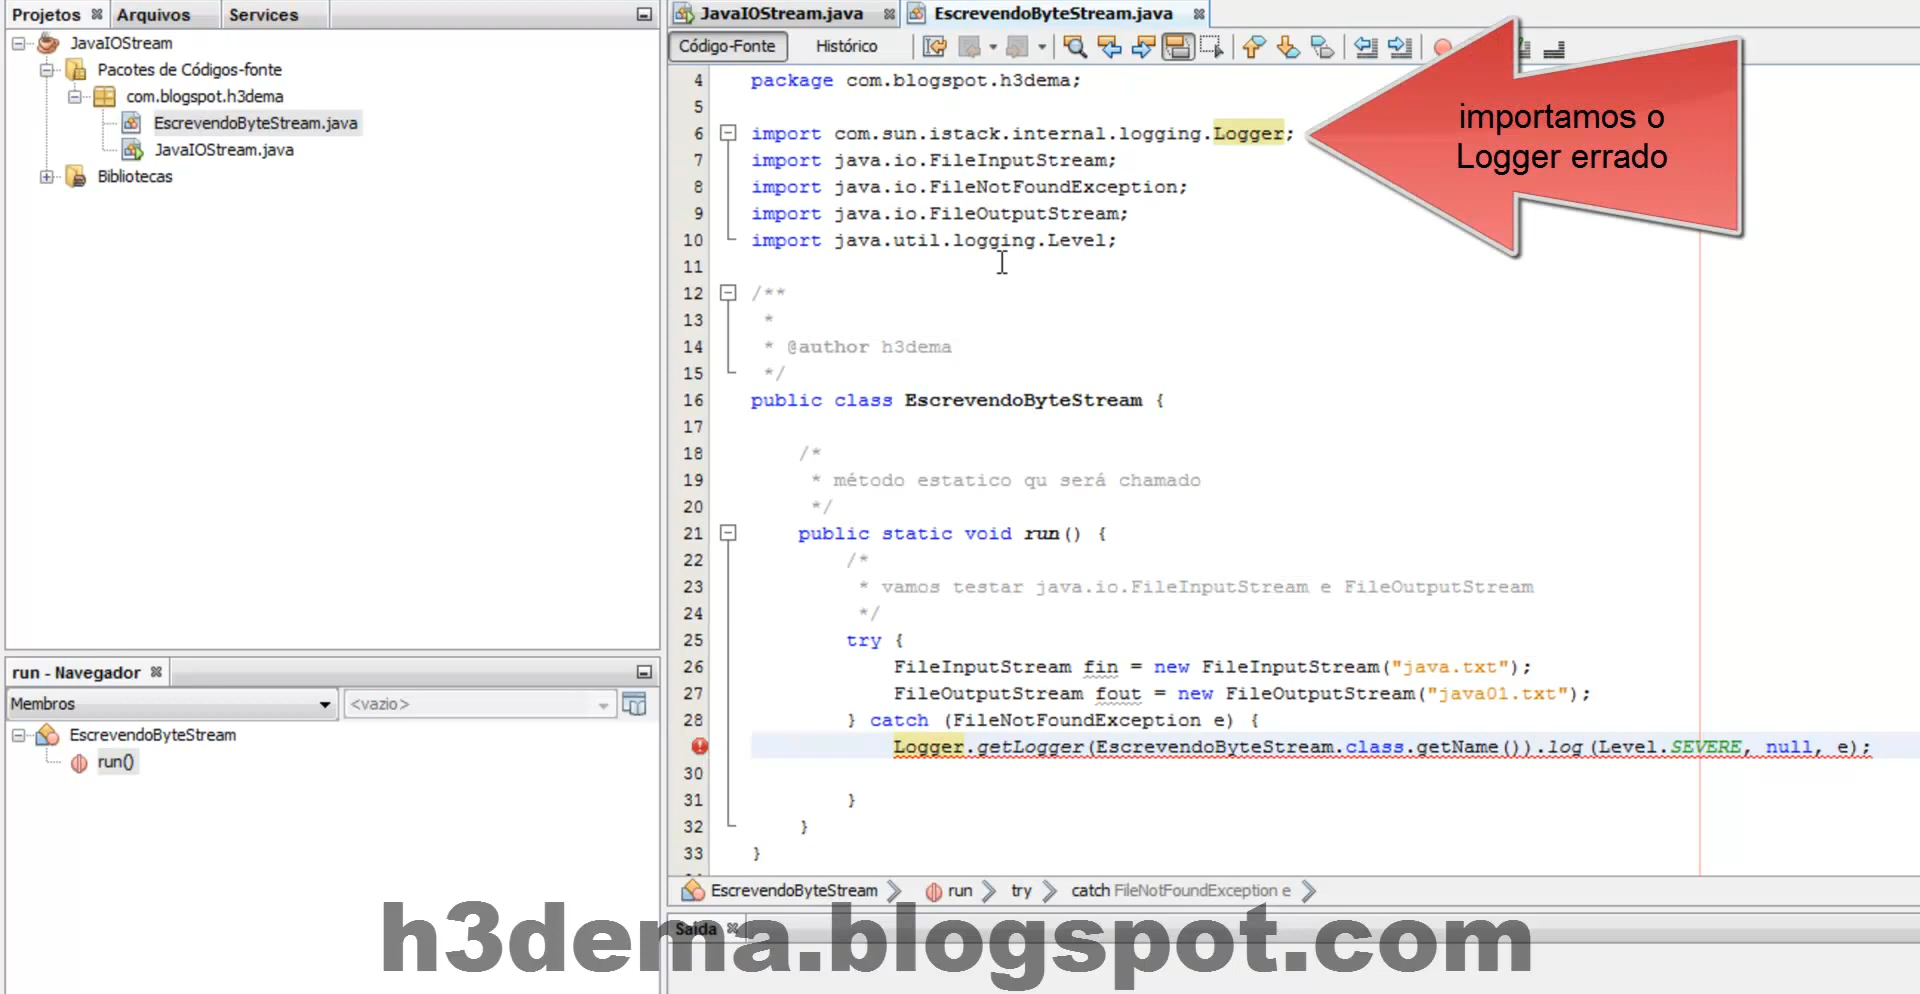 Projetos
Arquivos
Services
JavaIOStream
Pacotes de Códigos-fonte
com.blogspot.h3dema
EscrevendoByteStream.java
JavaIOStream.java
Bibliotecas
run - Navegador
Membros
<vazio>
EscrevendoByteStream
run()
JavaIOStream.java
EscrevendoByteStream.java
Código-Fonte
Histórico
4 package com.blogspot.h3dema;
5
6 import com.sun.istack.internal.logging.Logger;
7 import java.io.FileInputStream;
8 import java.io.FileNotFoundException;
9 import java.io.FileOutputStream;
10 import java.util.logging.Level;
11
12 /**
13 *
14 * @author h3dema
15 */
16 public class EscrevendoByteStream {
17
18 /*
19 * método estatico qu será chamado
20 */
21 public static void run() {
22 /*
23 * vamos testar java.io.FileInputStream e FileOutputStream
24 */
25 try {
26 FileInputStream fin = new FileInputStream("java.txt");
27 FileOutputStream fout = new FileOutputStream("java01.txt");
28 } catch (FileNotFoundException e) {
Logger.getLogger(EscrevendoByteStream.class.getName()).log(Level.SEVERE, null, e);
30
31 }
32 }
33 }
importamos o
Logger errado
EscrevendoByteStream
run
try
catch FileNotFoundException e
Saída
h3dema.blogspot.com